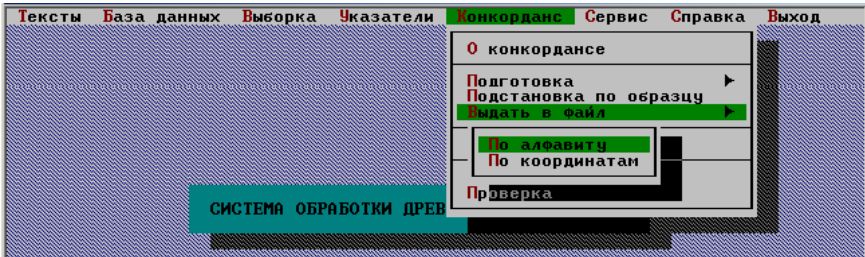 Тексты База данных Выборка Указатели Конкорданс Сервис Справка Выход
О конкордансе
Подготовка
Подстановка по образцу
Выдать в файл
По алфавиту
По координатам
Проверка
СИСТЕМА ОБРАБОТКИ ДРЕВ